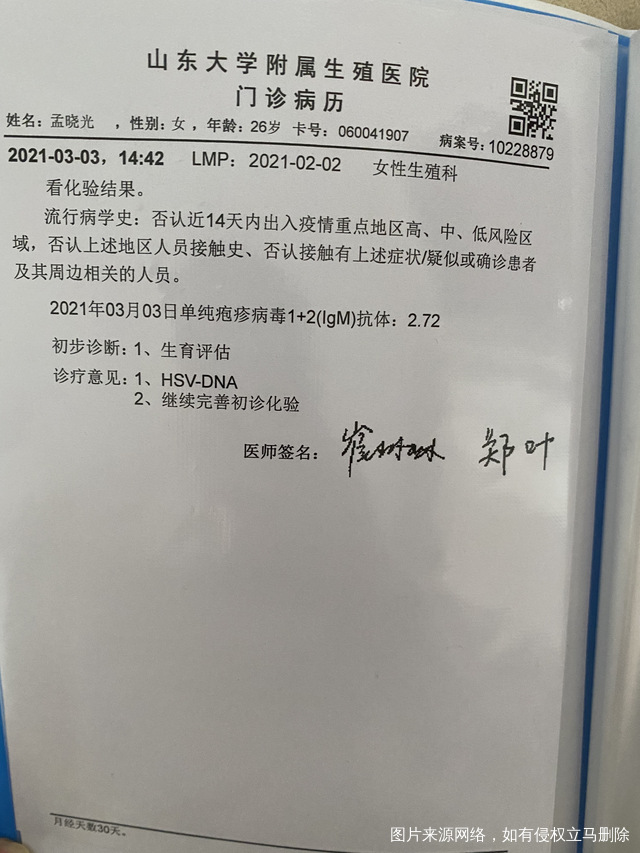 山东大学附属生殖医院
门诊病历
姓名：孟晓光 ，性别：女，年龄：26岁 卡号：060041907 病案号：10228879
2021-03-03，14:42 LMP：2021-02-02 女性生殖科
看化验结果。
流行病学史：否认近14天内出入疫情重点地区高、中、低风险区
域，否认上述地区人员接触史、否认接触有上述症状/疑似或确诊患者
及其周边相关的人员。
2021年03月03日单纯疱疹病毒1+2(IgM)抗体：2.72
初步诊断：1、生育评估
诊疗意见：1、HSV-DNA
2、继续完善初诊化验
医师签名： 郑叶
月经天数30天。
图片来源网络，如有侵权立马删除